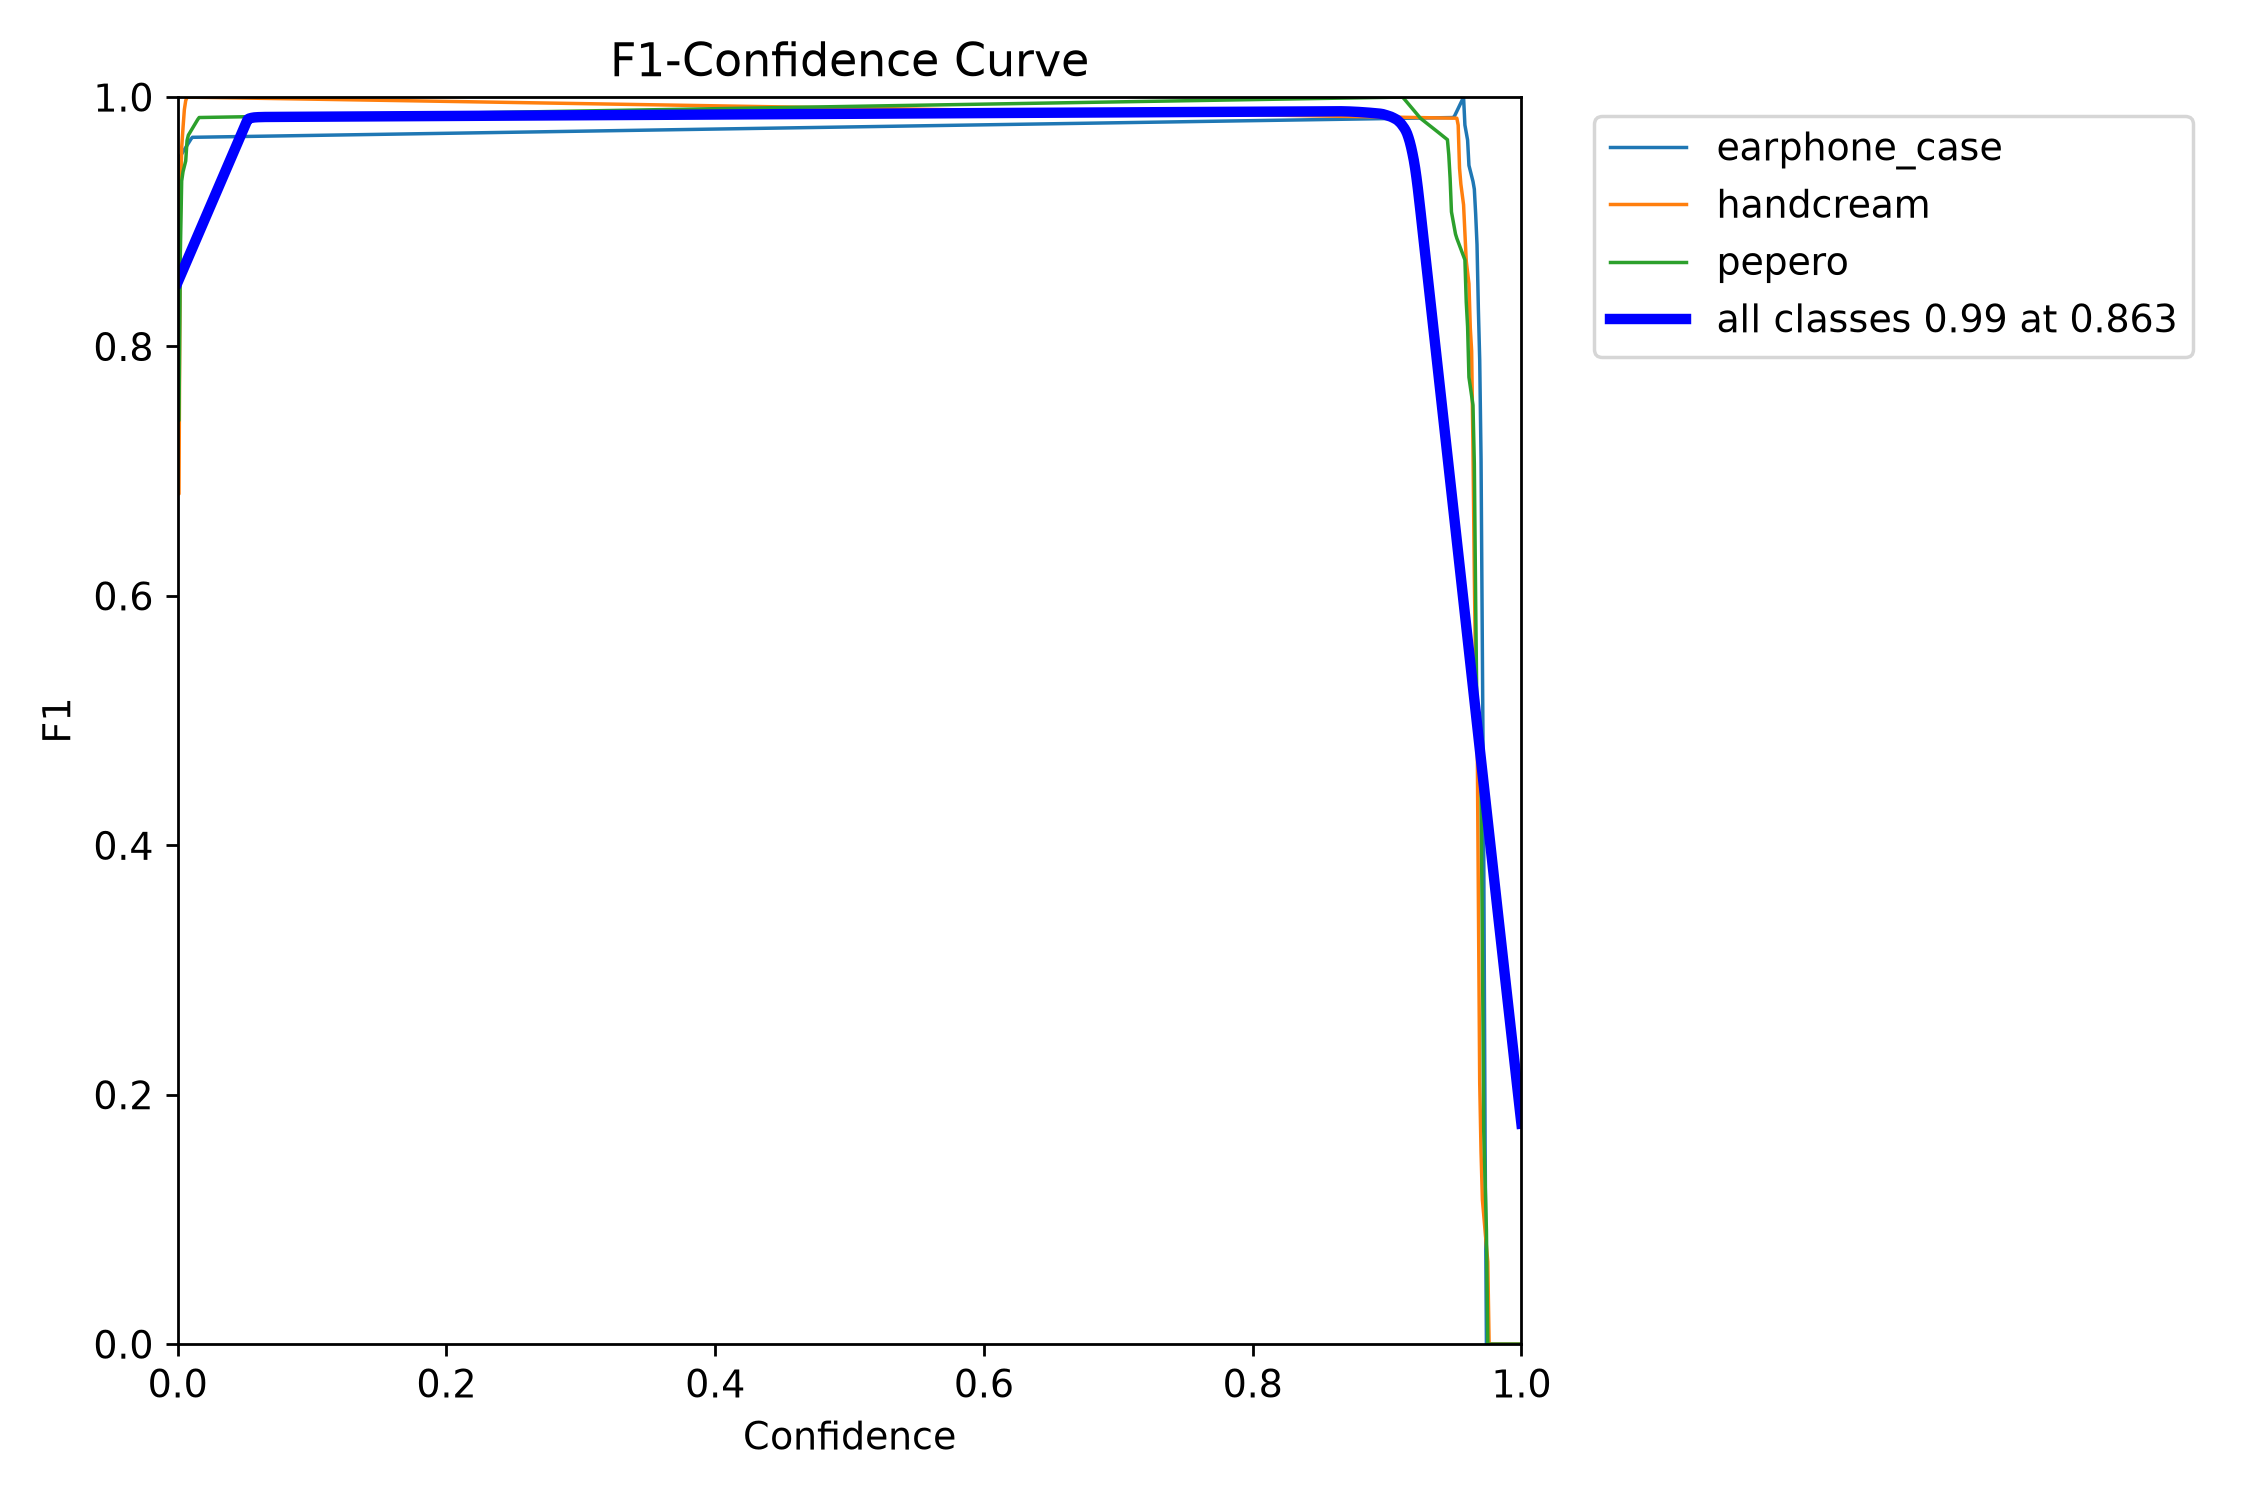 F1-Confidence Curve
1.0
0.8
0.6
0.4
0.2
0.0
F1
0.0 0.2 0.4 0.6 0.8 1.0
Confidence
earphone_case
handcream
pepero
all classes 0.99 at 0.863